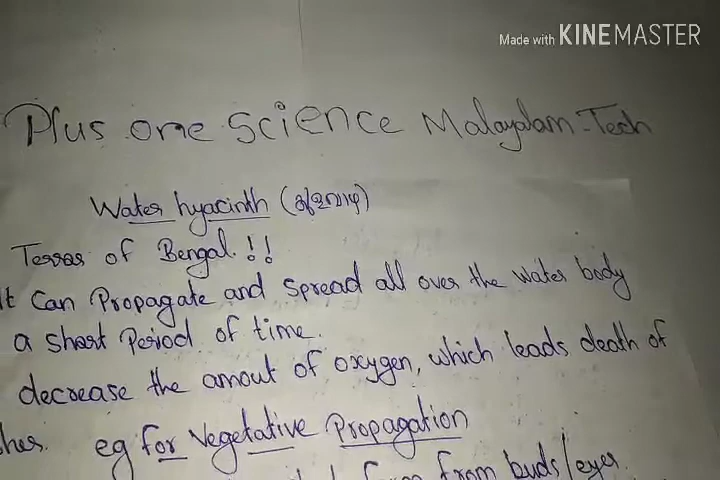 Made with KINEMASTER
Plus one Science Malayalam-Tech
Water hyacinth (കുളവാഴ)
Terror of Bengal !!
It can Propagate and spread all over the water body
a short Period of time.
decrease the amout of oxygen, which leads death of
eg for Vegetative Propagation
from buds/eyes.